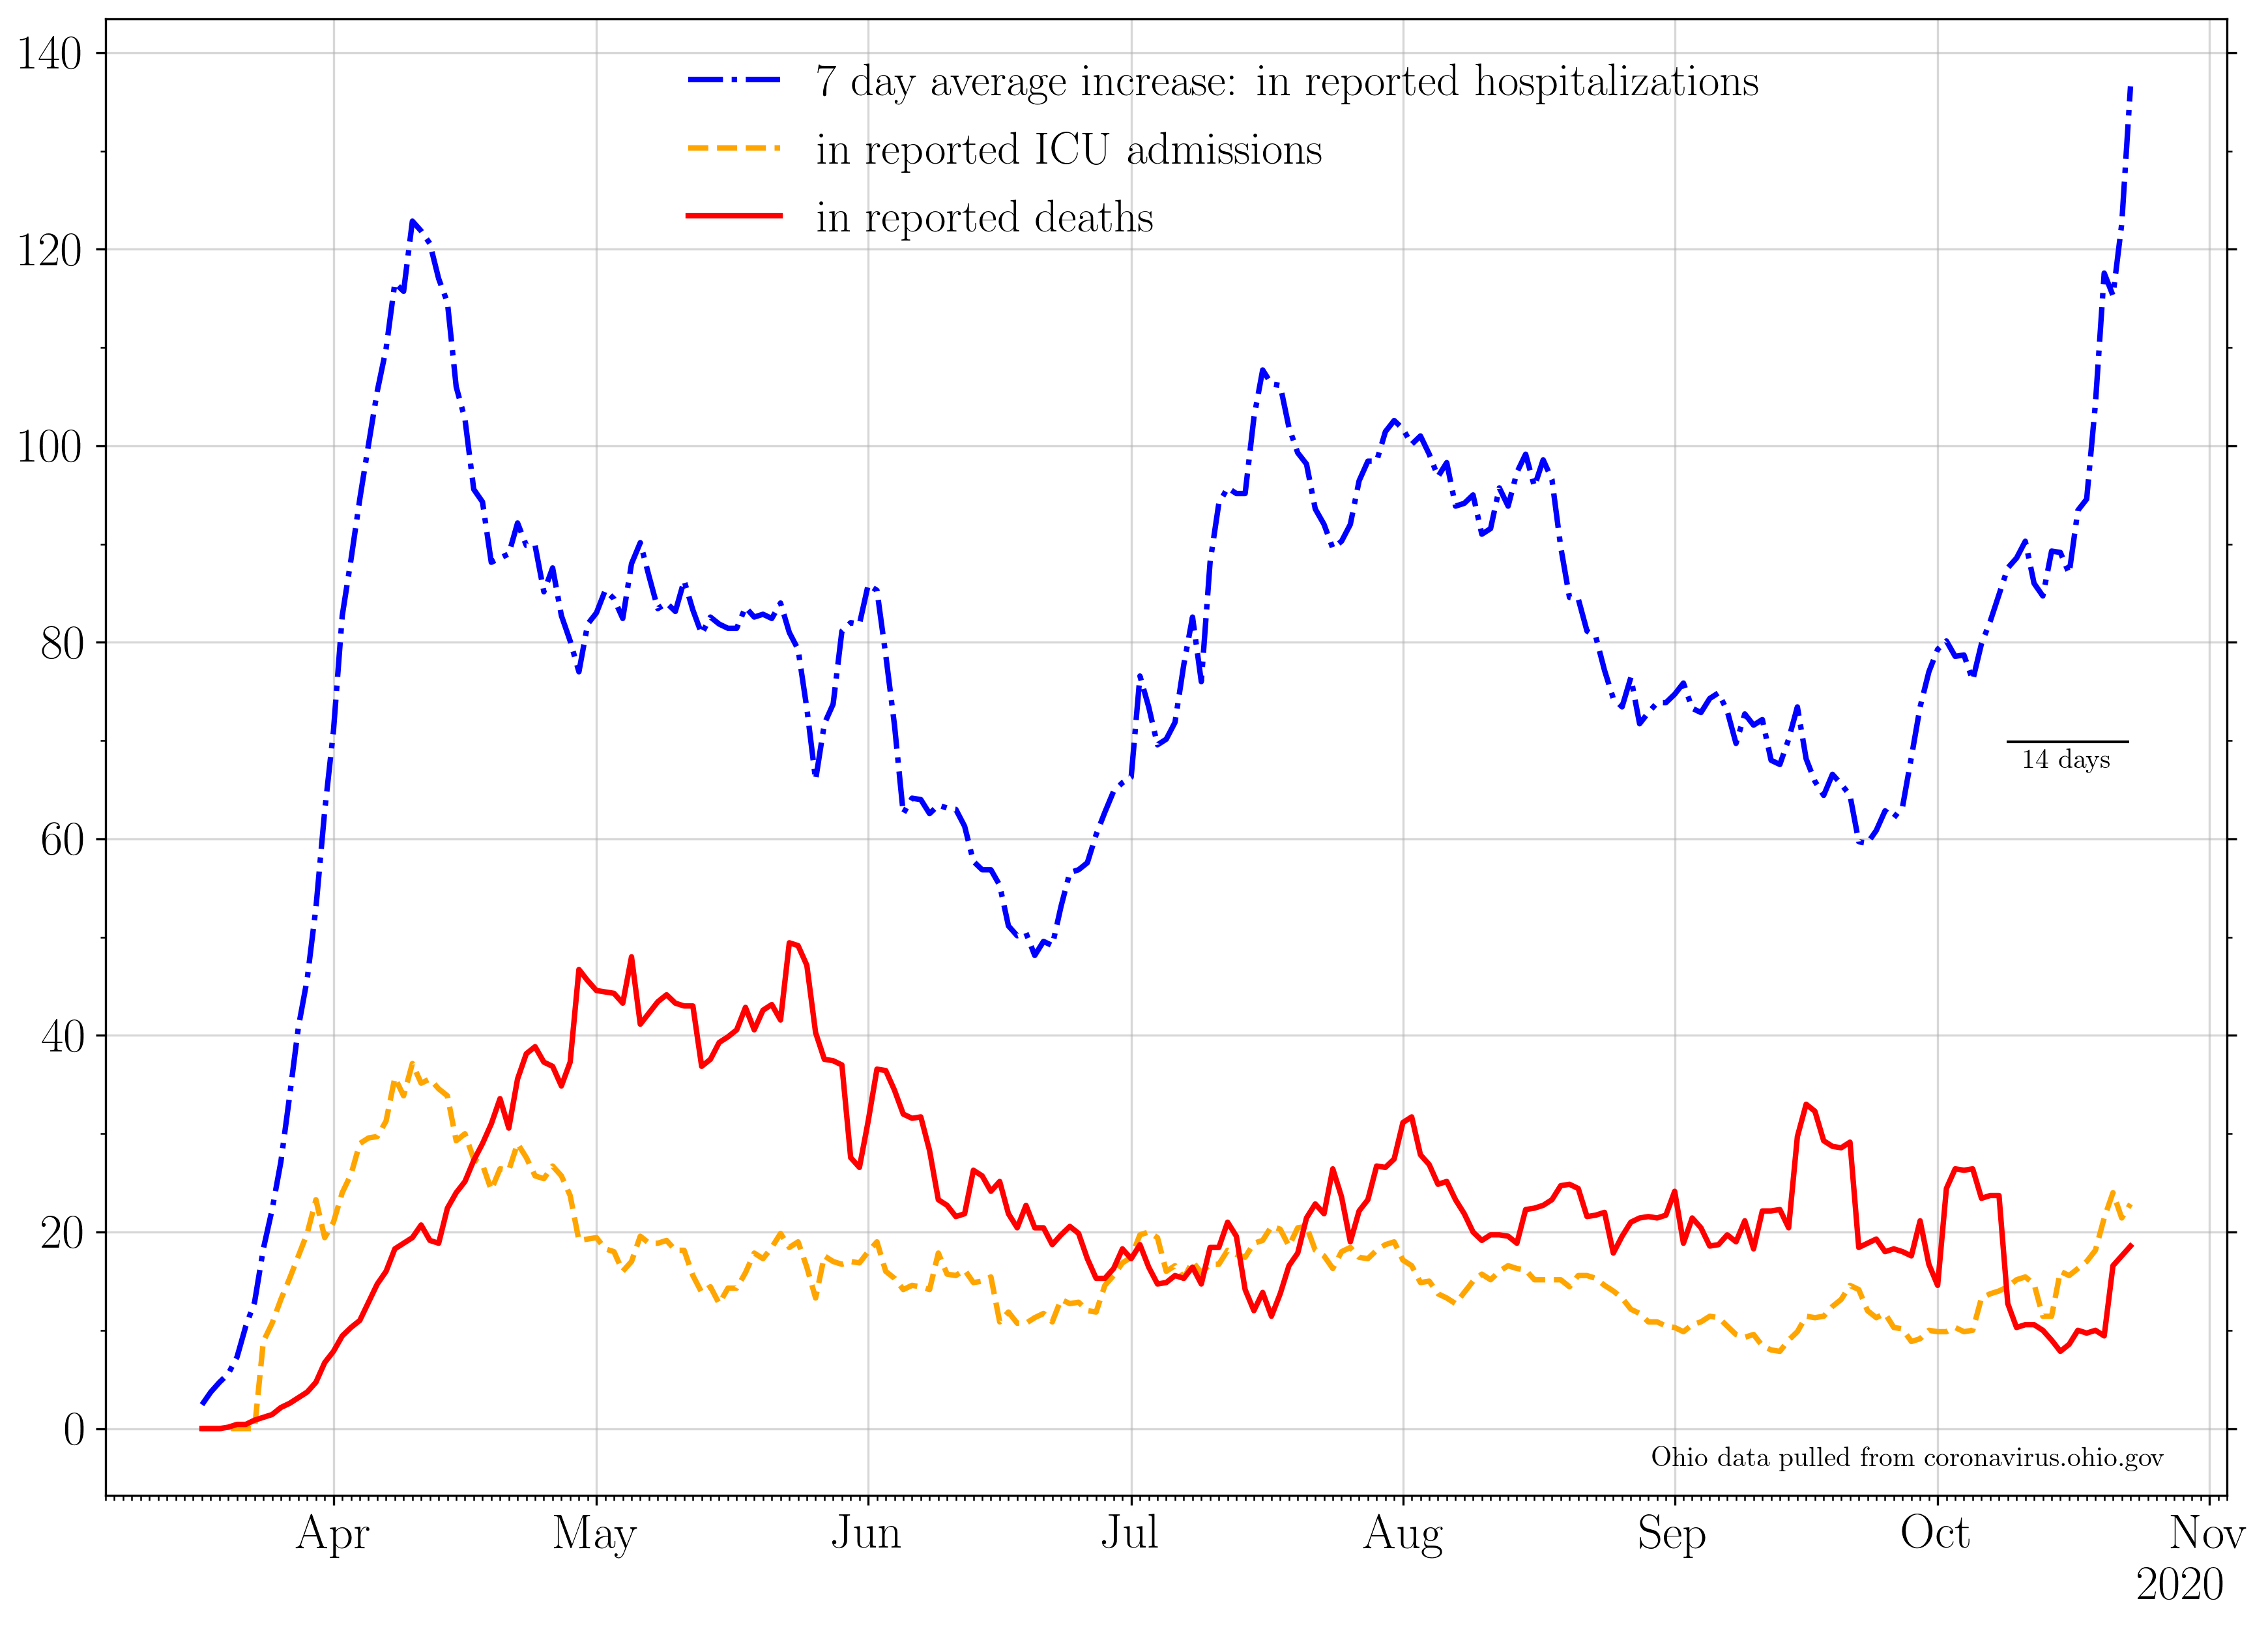 140
120
100
80
60
40
20
0
7 day average increase: in reported hospitalizations
in reported ICU admissions
in reported deaths
14 days
Ohio data pulled from coronavirus.ohio.gov
Apr May Jun Jul Aug Sep Oct Nov
2020